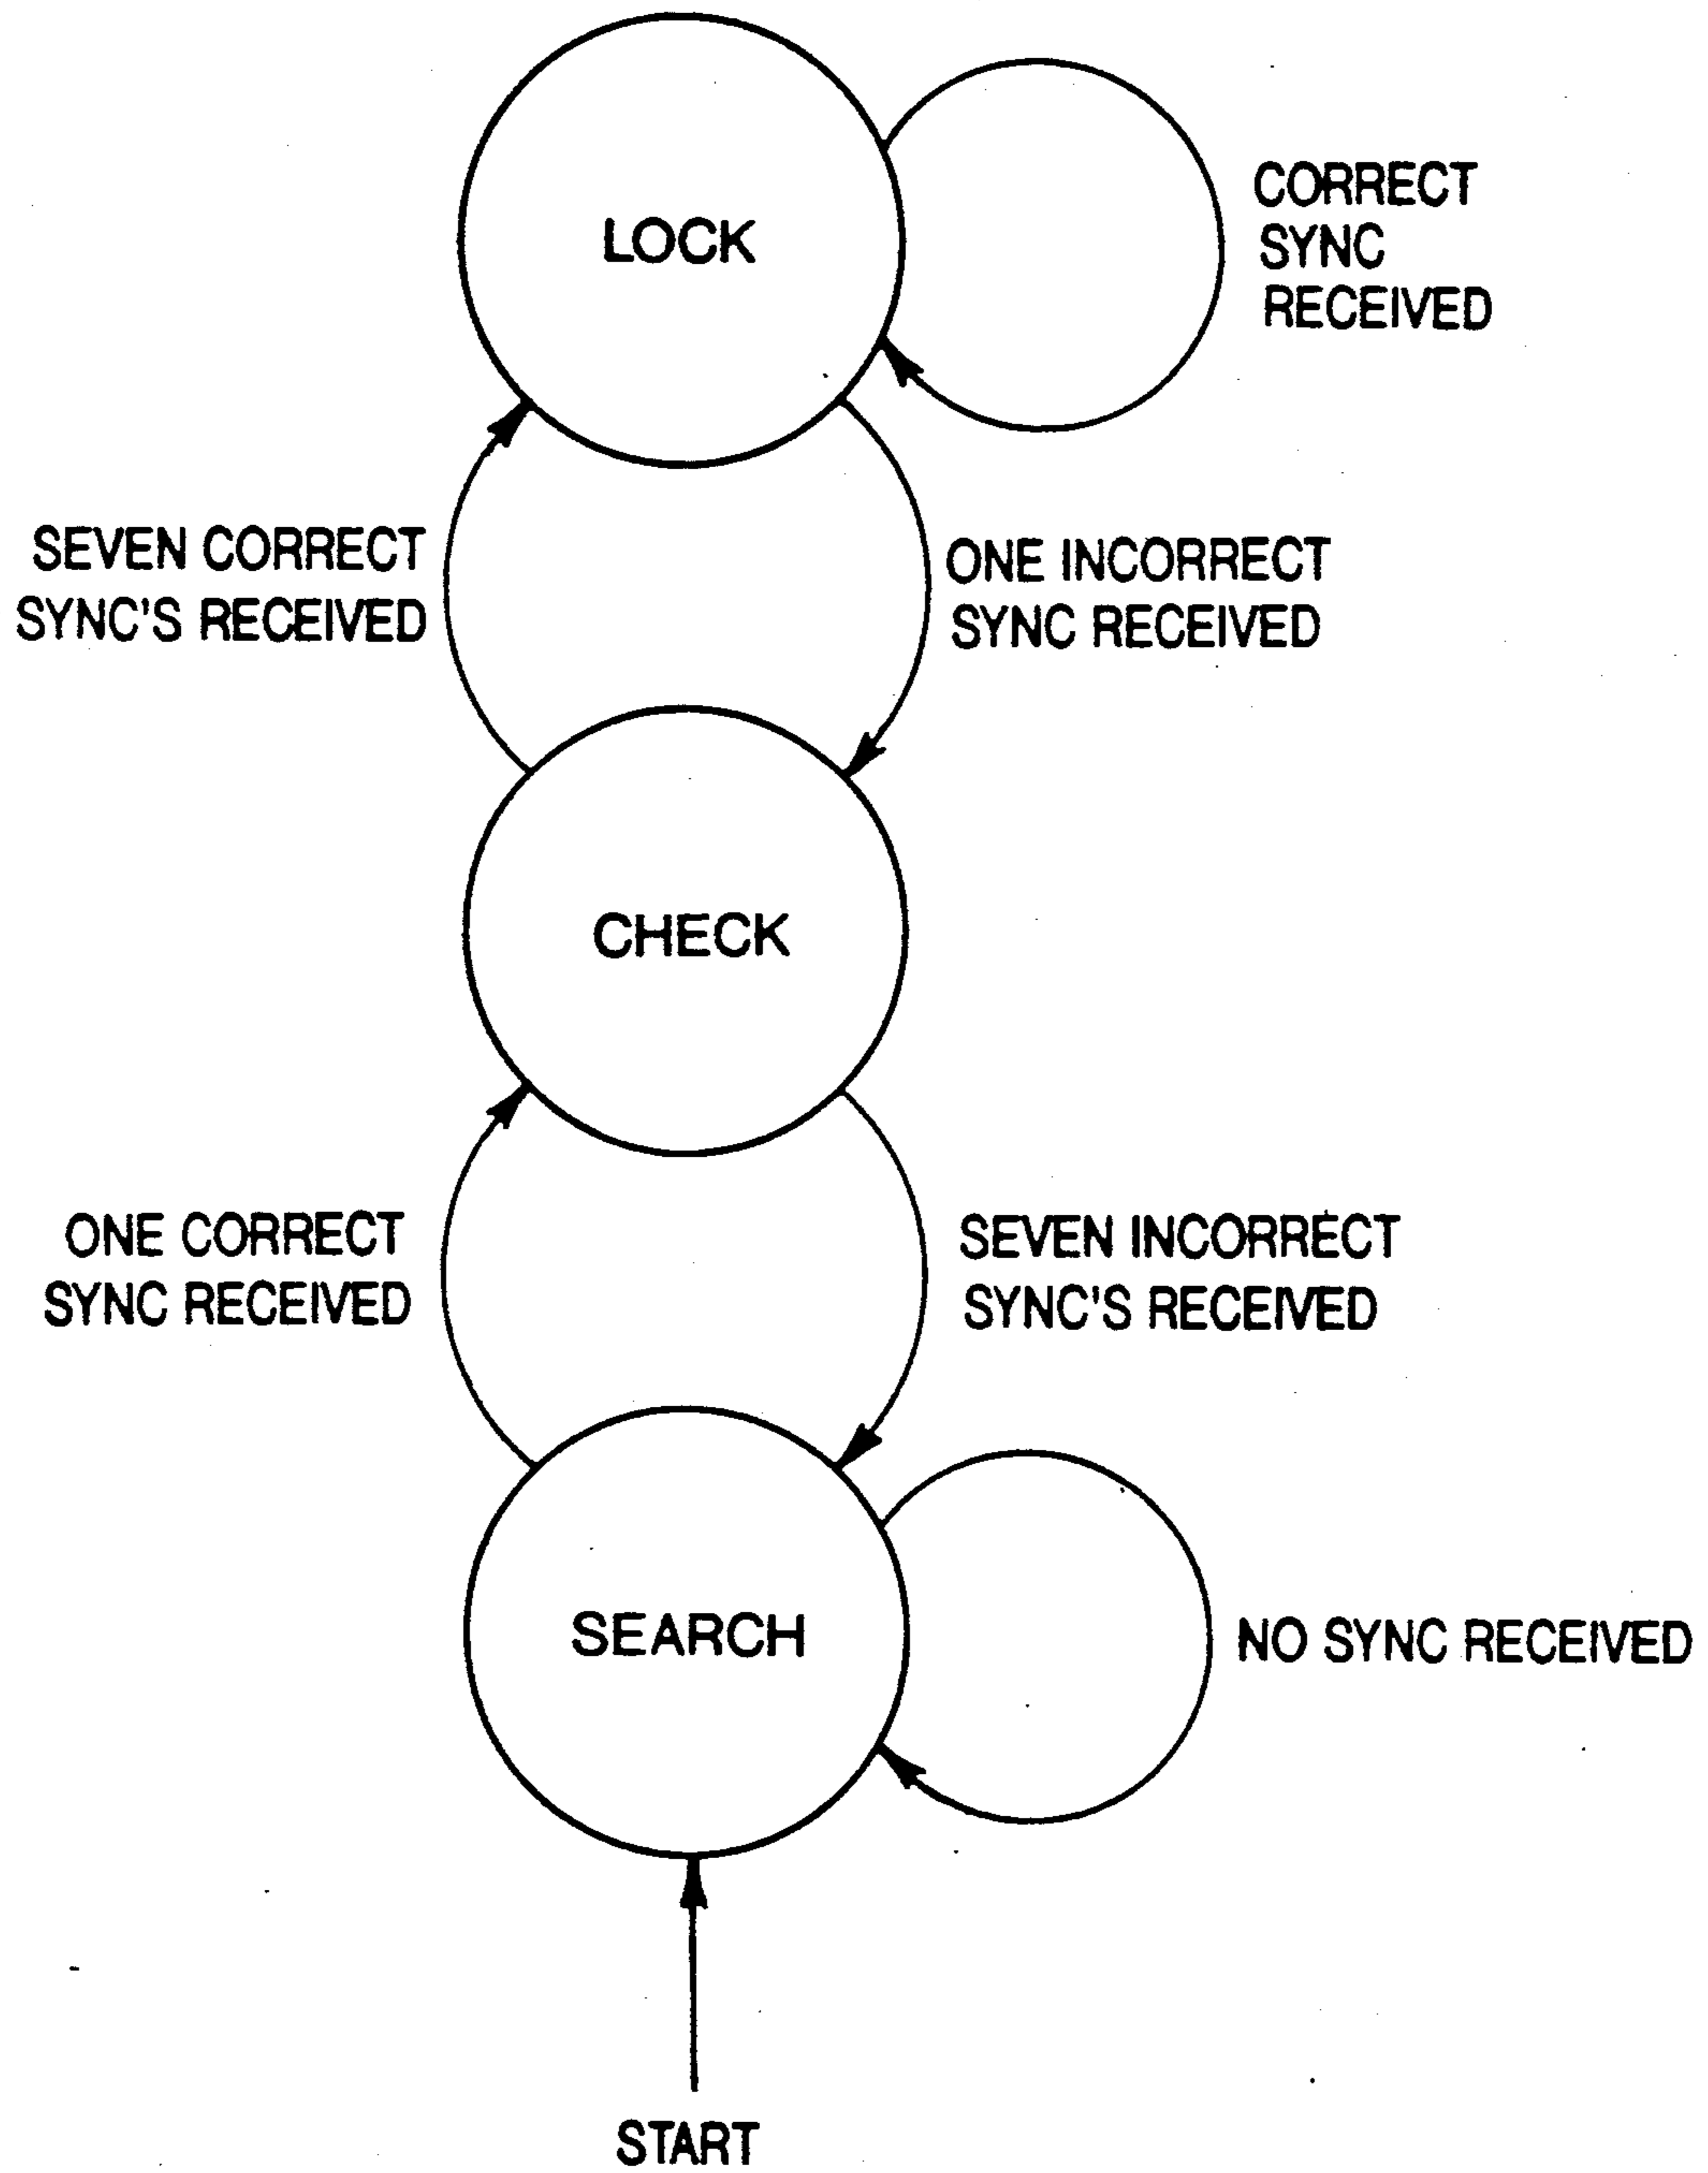 LOCK
CORRECT
SYNC
RECEIVED
SEVEN CORRECT
SYNC'S RECEIVED
ONE INCORRECT
SYNC RECEIVED
CHECK
ONE CORRECT
SYNC RECEIVED
SEVEN INCORRECT
SYNC'S RECEIVED
SEARCH
NO SYNC RECEIVED
START